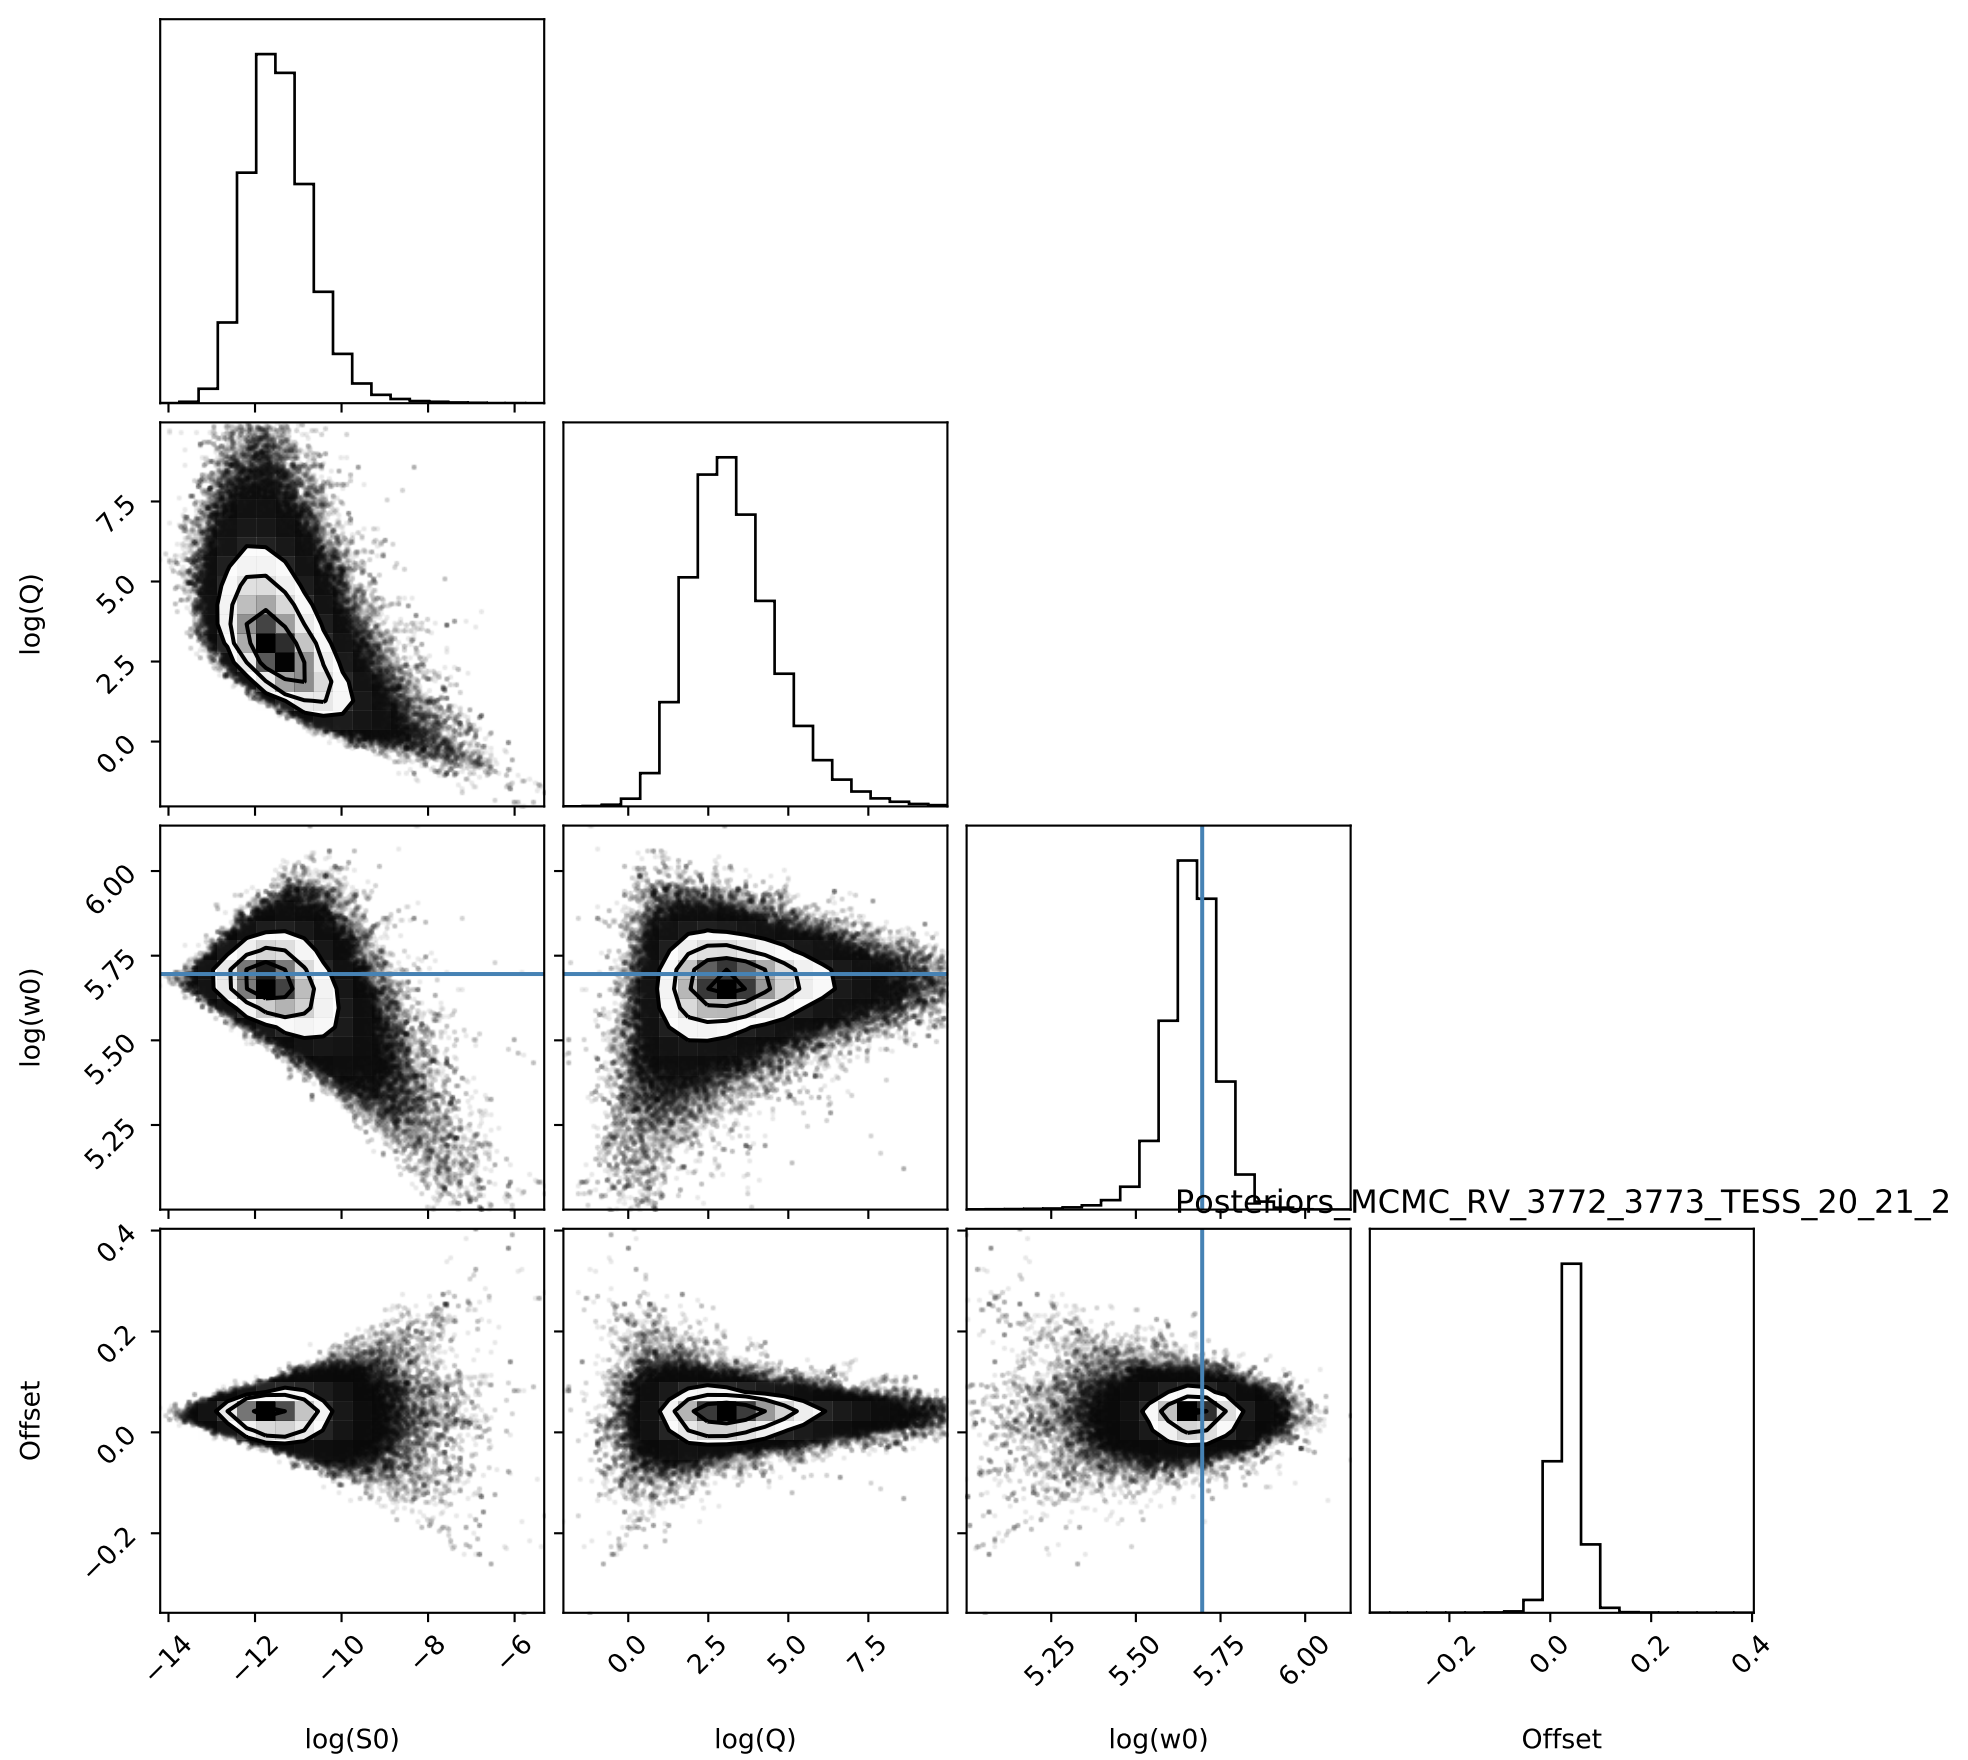 log(Q)
7.5
5.0
2.5
0.0
log(w0)
6.00
5.75
5.50
5.25
Posteriors_MCMC_RV_3772_3773_TESS_20_21_2
Offset
0.4
0.2
0.0
−0.2
−14 −12 −10 −8 −6
0.0 2.5 5.0 7.5
5.25 5.50 5.75 6.00
−0.2 0.0 0.2 0.4
log(S0) log(Q) log(w0) Offset